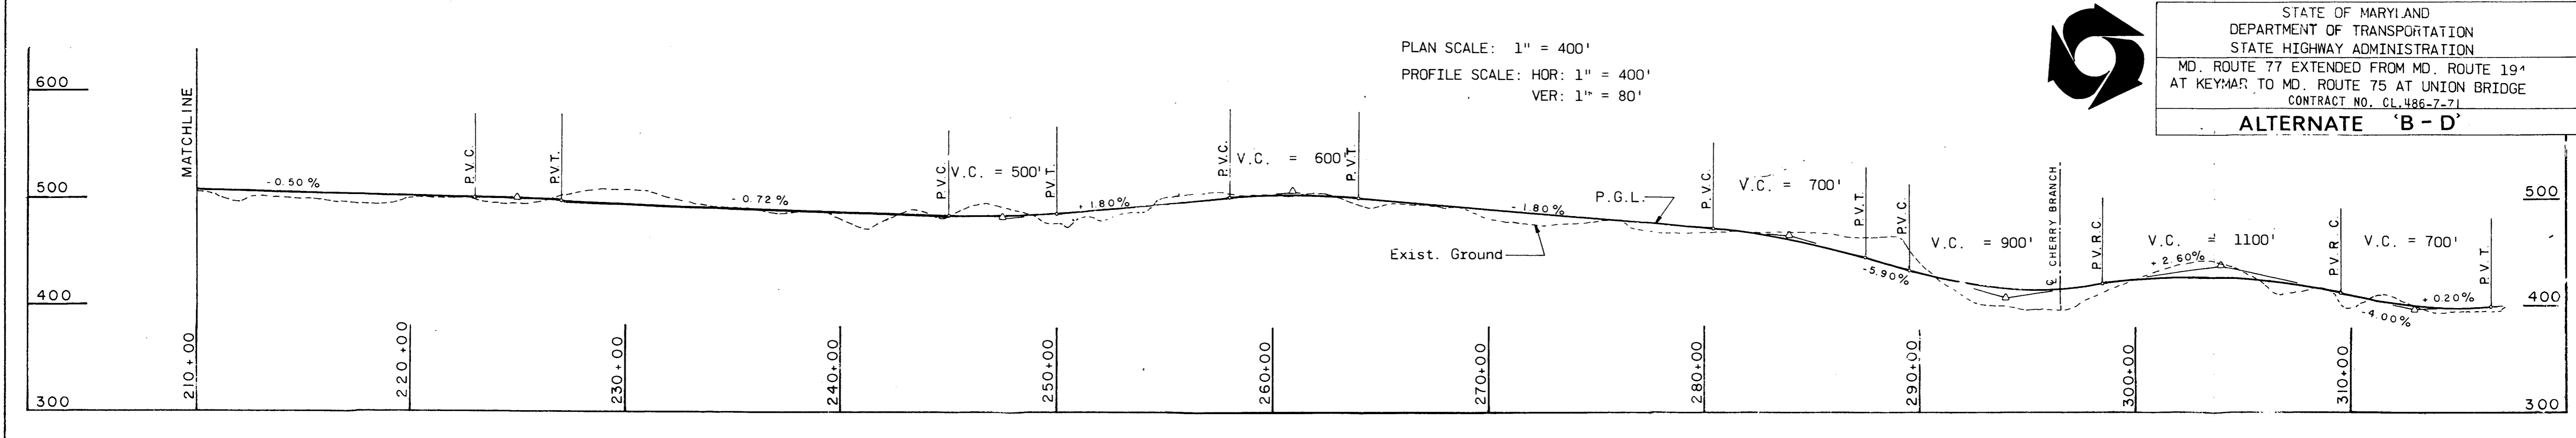 STATE OF MARYLAND
DEPARTMENT OF TRANSPORTATION
STATE HIGHWAY ADMINISTRATION
MD. ROUTE 77 EXTENDED FROM MD. ROUTE
AT KEYMAR TO MD. ROUTE 75 AT UNION BRIDGE
CONTRACT NO. CL.486-7-71
ALTERNATE 'B - D'
PLAN SCALE: 1" = 400'
PROFILE SCALE: HOR: 1" = 400'
VER: 1" = 80'
600
500
400
300
MATCHLINE
-0.50%
P.V.C.
P.V.T.
-0.72%
P.V.C.
V.C. = 500'
P.V.T.
+1.80%
P.V.C.
V.C. = 600'
P.V.T.
-1.80%
Exist. Ground
P.G.L.
P.V.C.
V.C. = 700'
P.V.T.
-5.90%
P.V.C.
V.C. = 900'
℄ CHERRY BRANCH
P.V.R.C.
V.C. = 1100'
+2.60%
P.V.R.C.
V.C. = 700'
-4.00%
+0.20%
P.V.T.
500
400
300
210+00
220+00
230+00
240+00
250+00
260+00
270+00
280+00
290+00
300+00
310+00